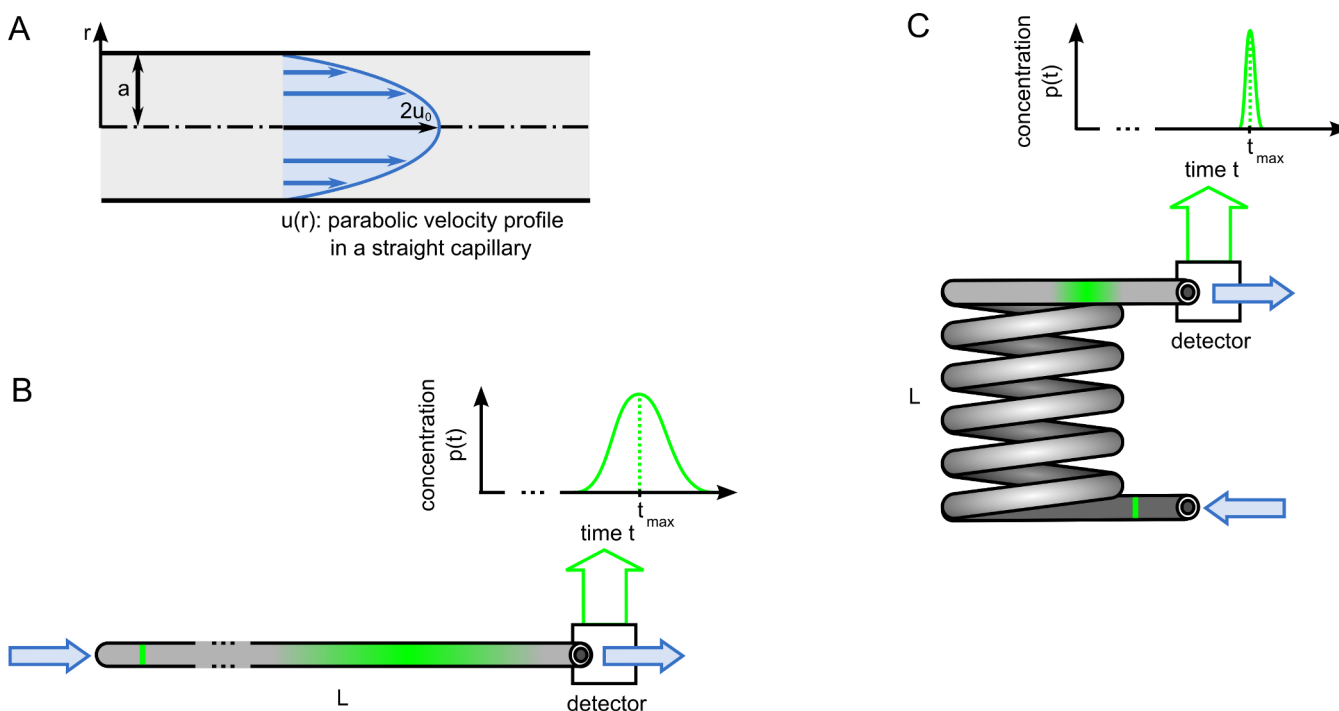 A
r
a
2u₀
u(r): parabolic velocity profile
in a straight capillary
B
concentration
p(t)
...
t max
time t
...
L
detector
C
concentration
p(t)
...
t max
time t
detector
L